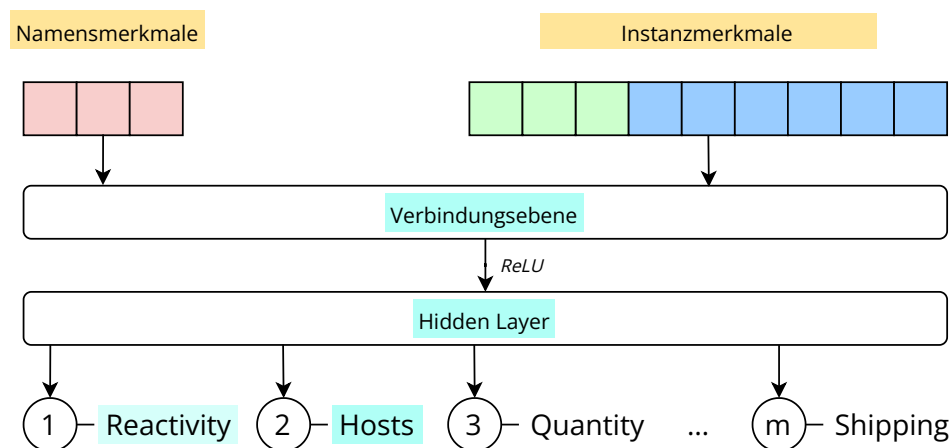 Namensmerkmale
Instanzmerkmale
Verbindungsebene
ReLU
Hidden Layer
1 Reactivity 2 Hosts 3 Quantity ... m Shipping